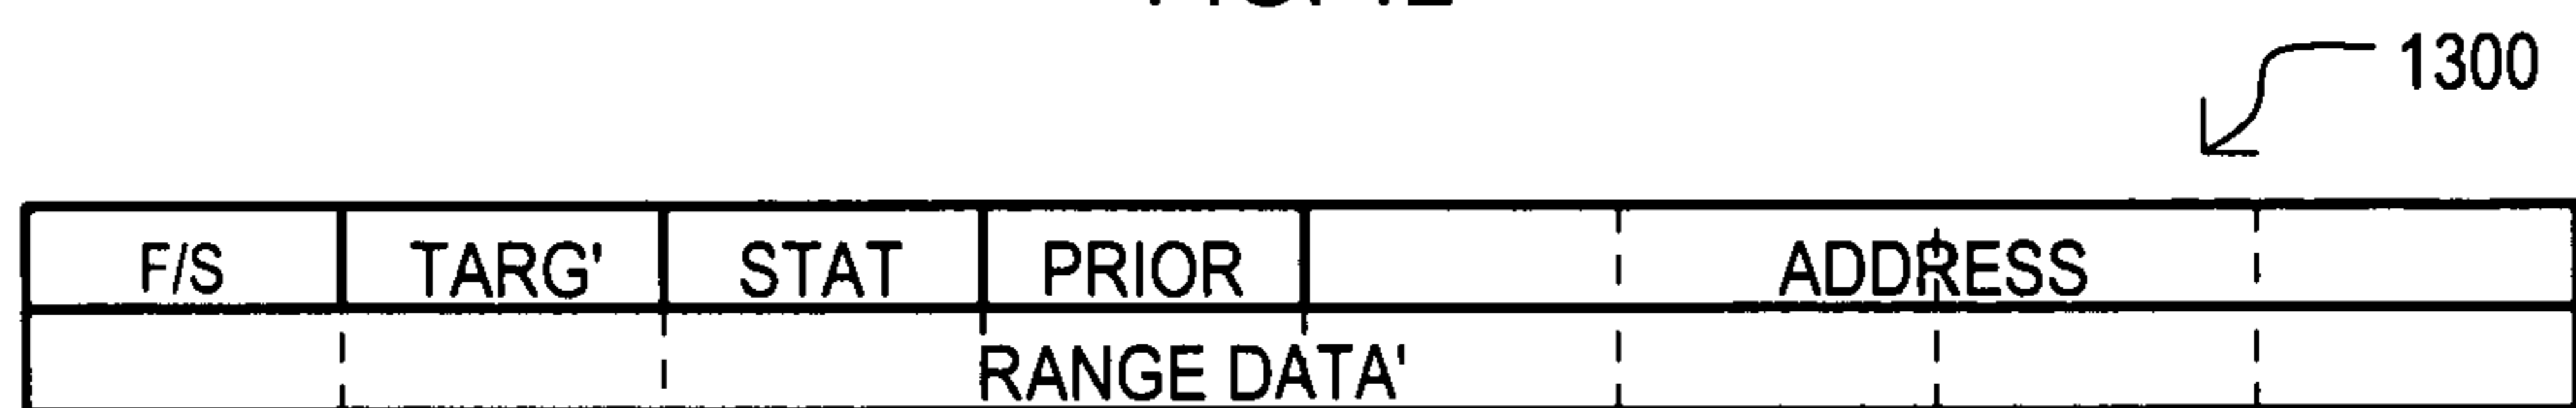 1300
F/S TARG' STAT PRIOR ADDRESS
RANGE DATA'